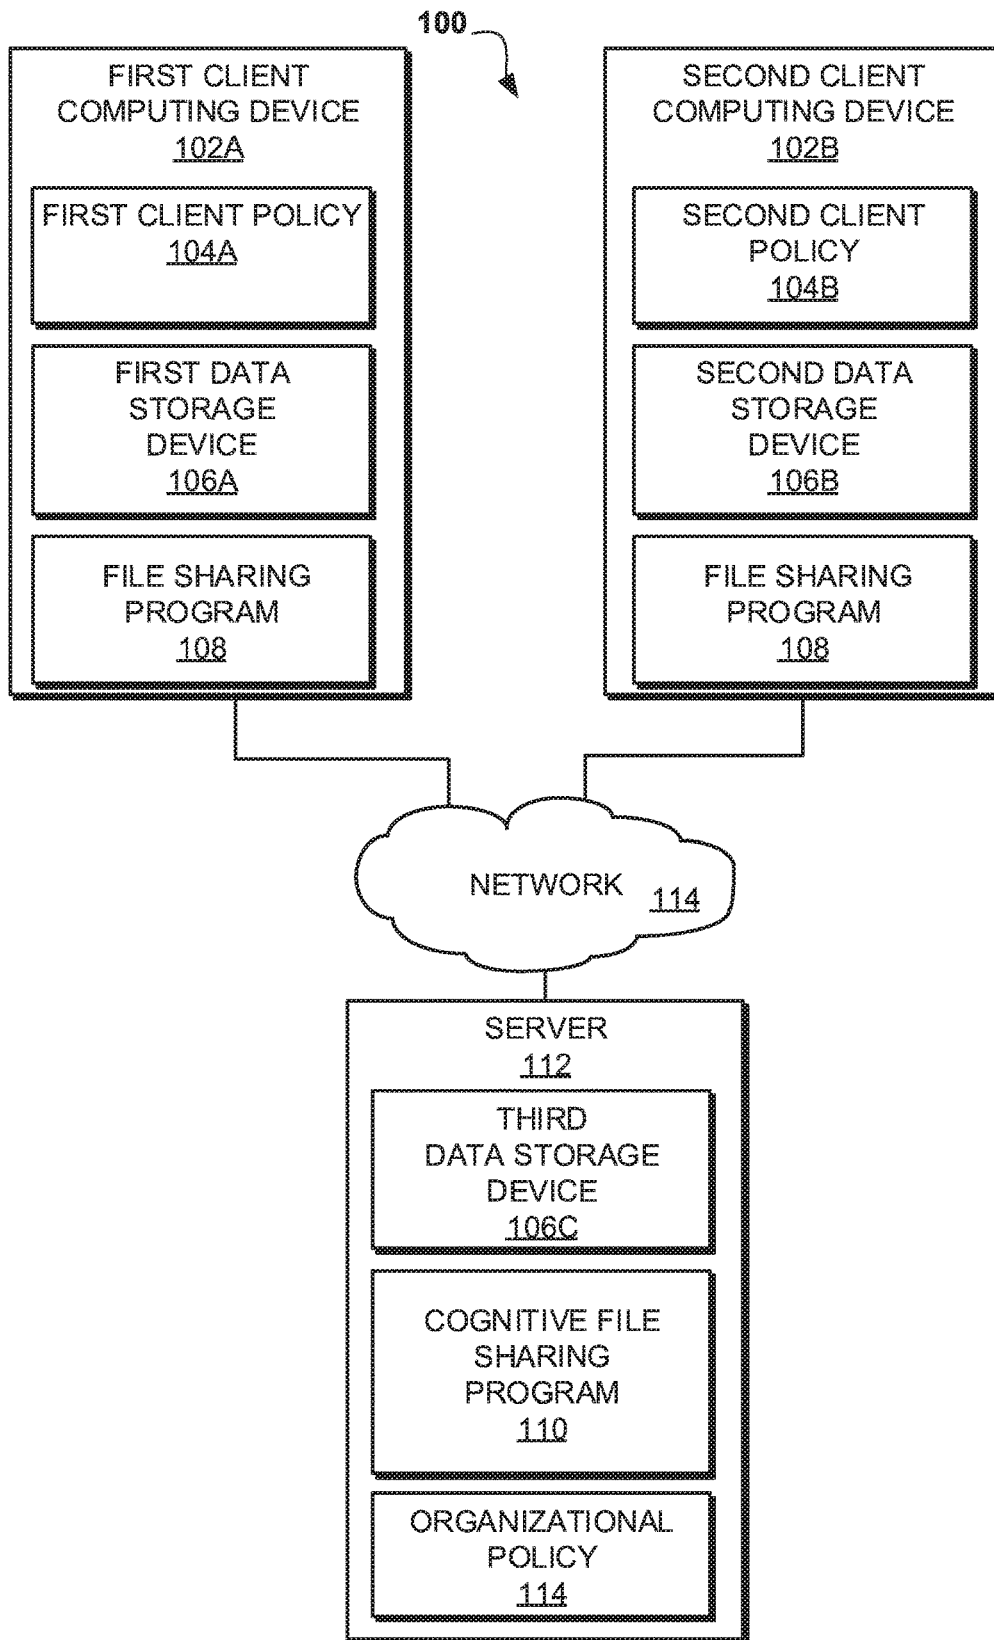 100
FIRST CLIENT
COMPUTING DEVICE
102A
FIRST CLIENT POLICY
104A
FIRST DATA
STORAGE
DEVICE
106A
FILE SHARING
PROGRAM
108
SECOND CLIENT
COMPUTING DEVICE
102B
SECOND CLIENT
POLICY
104B
SECOND DATA
STORAGE
DEVICE
106B
FILE SHARING
PROGRAM
108
NETWORK 114
SERVER
112
THIRD
DATA STORAGE
DEVICE
106C
COGNITIVE FILE
SHARING
PROGRAM
110
ORGANIZATIONAL
POLICY
114